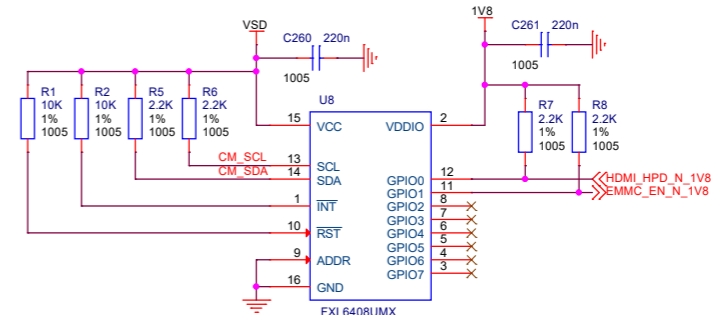 VSD
C260 220n
1005
1V8
C261 220n
1005
R1
10K
1%
1005
R2
10K
1%
1005
R5
2.2K
1%
1005
R6
2.2K
1%
1005
U8
R7
2.2K
1%
1005
R8
2.2K
1%
1005
15 VCC
VDDIO 2
CM_SCL 13 SCL
CM_SDA 14 SDA
1 INT
10 RST
9 ADDR
16 GND
GPIO0 12 HDMI_HPD_N_1V8
GPIO1 11 EMMC_EN_N_1V8
GPIO2 8
GPIO3 7
GPIO4 6
GPIO5 5
GPIO6 4
GPIO7 3
FXL6408UMX